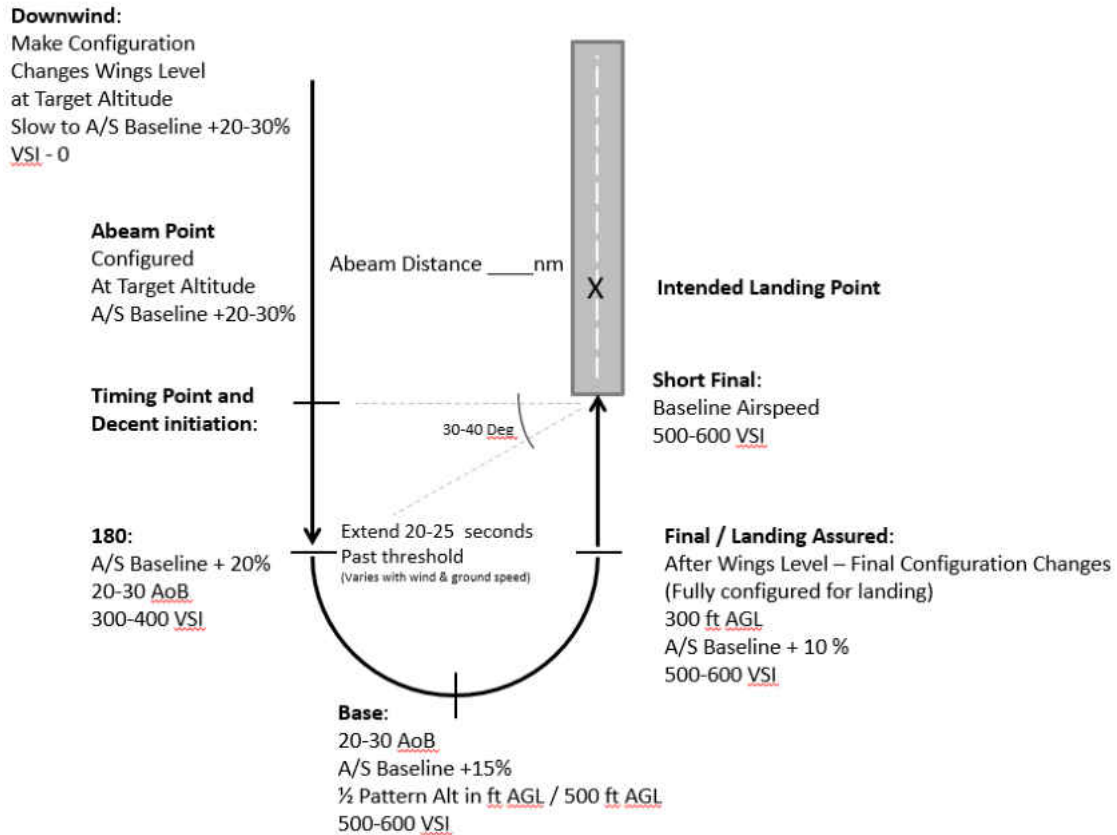 Downwind:
Make Configuration
Changes Wings Level
at Target Altitude
Slow to A/S Baseline +20-30%
VSI - 0
Abeam Point
Configured
At Target Altitude
A/S Baseline +20-30%
Abeam Distance ____nm
X
Intended Landing Point
Timing Point and
Decent initiation:
30-40 Deg
Short Final:
Baseline Airspeed
500-600 VSI
180:
A/S Baseline + 20%
20-30 AoB
300-400 VSI
Extend 20-25 seconds
Past threshold
(Varies with wind & ground speed)
Final / Landing Assured:
After Wings Level – Final Configuration Changes
(Fully configured for landing)
300 ft AGL
A/S Baseline + 10 %
500-600 VSI
Base:
20-30 AoB
A/S Baseline +15%
½ Pattern Alt in ft AGL / 500 ft AGL
500-600 VSI